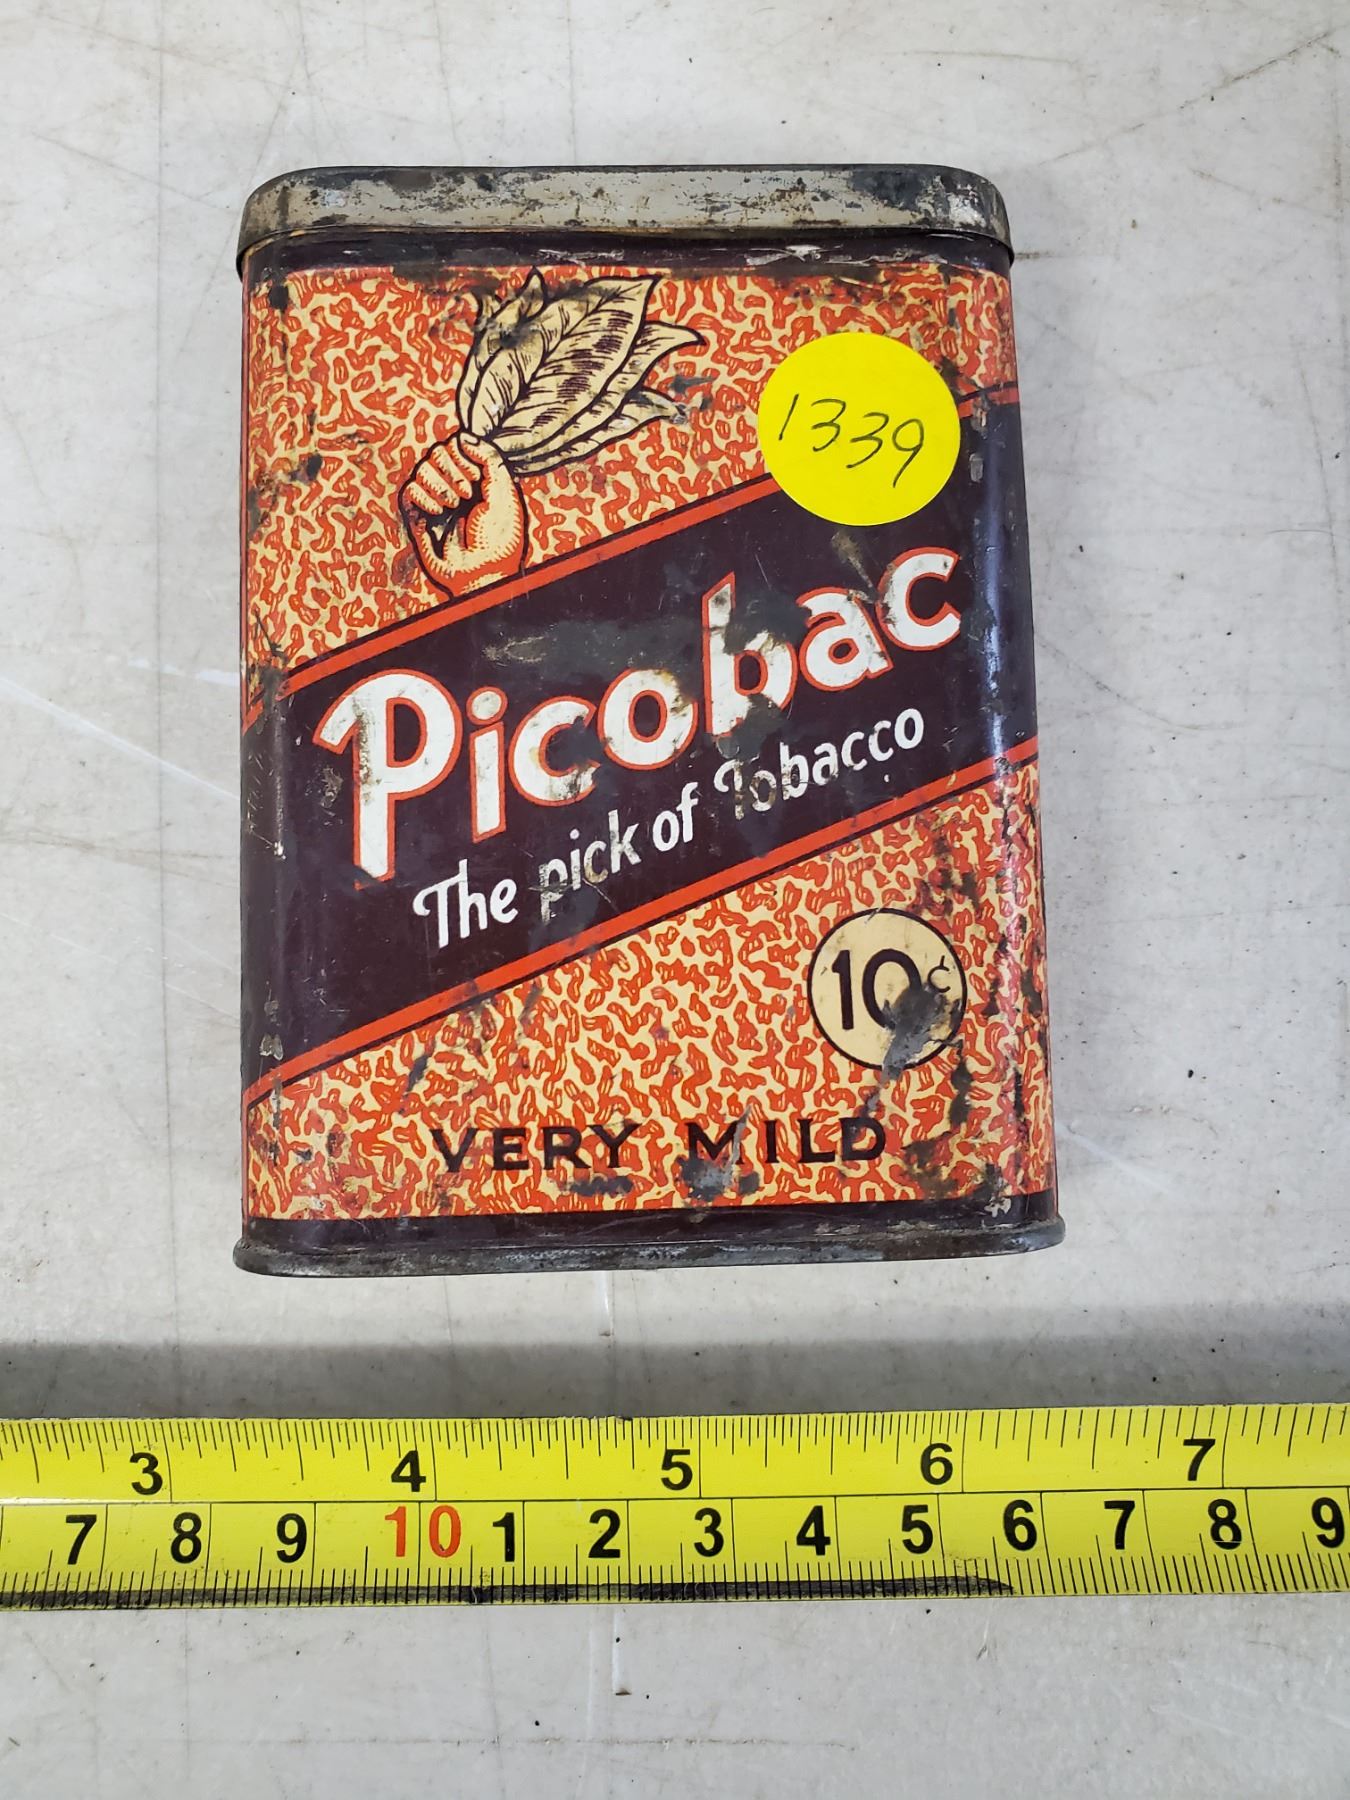 1339
Picobac
The pick of Tobacco
10¢
VERY MILD
3 4 5 6 7
7 8 9 10 1 2 3 4 5 6 7 8 9